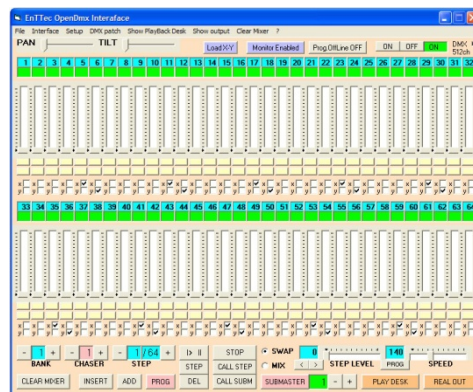 EnTTec OpenDmx Interaface
File Interface Setup DMX patch Show PlayBack Desk Show output Clear Mixer ?
PAN TILT Load X-Y Monitor Enabled Prog.OffLine OFF ON OFF ON DMX
512ch
1 2 3 4 5 6 7 8 9 10 11 12 13 14 15 16 17 18 19 20 21 22 23 24 25 26 27 28 29 30 31 32
x x x x x x x x x x x x x x x x x x x x x x x x x x x x x x x x
y y y y y y y y y y y y y y y y y y y y y y y y y y y y y y y y
33 34 35 36 37 38 39 40 41 42 43 44 45 46 47 48 49 50 51 52 53 54 55 56 57 58 59 60 61 62 63 64
x x x x x x x x x x x x x x x x x x x x x x x x x x x x x x x x
y y y y y y y y y y y y y y y y y y y y y y y y y y y y y y y y
- 1 + - 1 + - 1/64 + STOP SWAP 0 140
BANK CHASER STEP STEP CALL STEP MIX < > STEP LEVEL PROG SPEED
CLEAR MIXER INSERT ADD PROG DEL CALL SUBM SUBMASTER 1 - + PLAY DESK REAL OUT